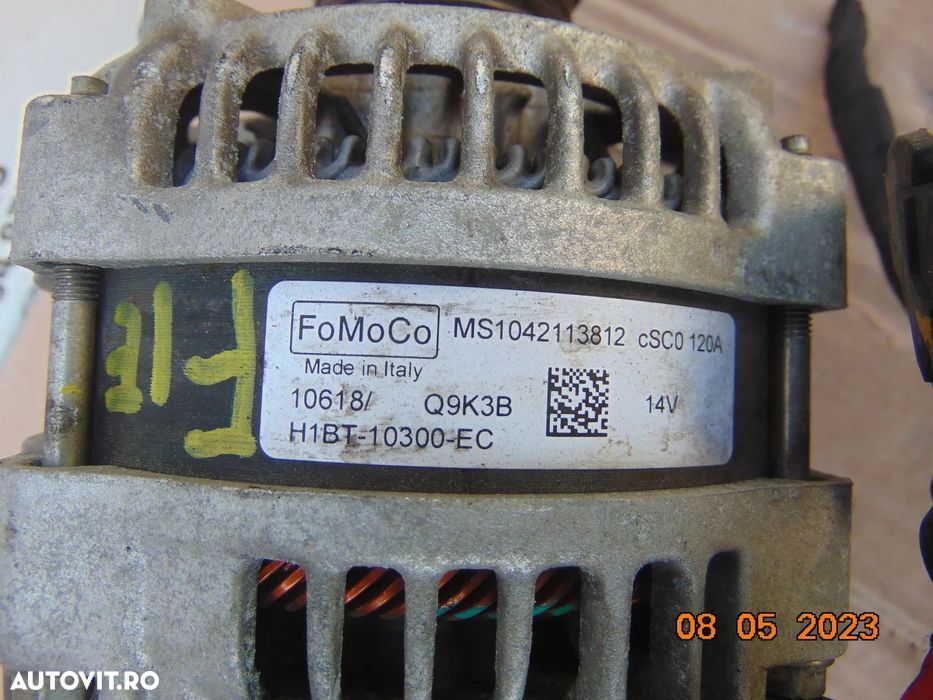 FoMoCo MS1042113812 cSC0 120A
Made in Italy
10618/ Q9K3B 14V
H1BT-10300-EC
08 05 2023
AUTOVIT.RO